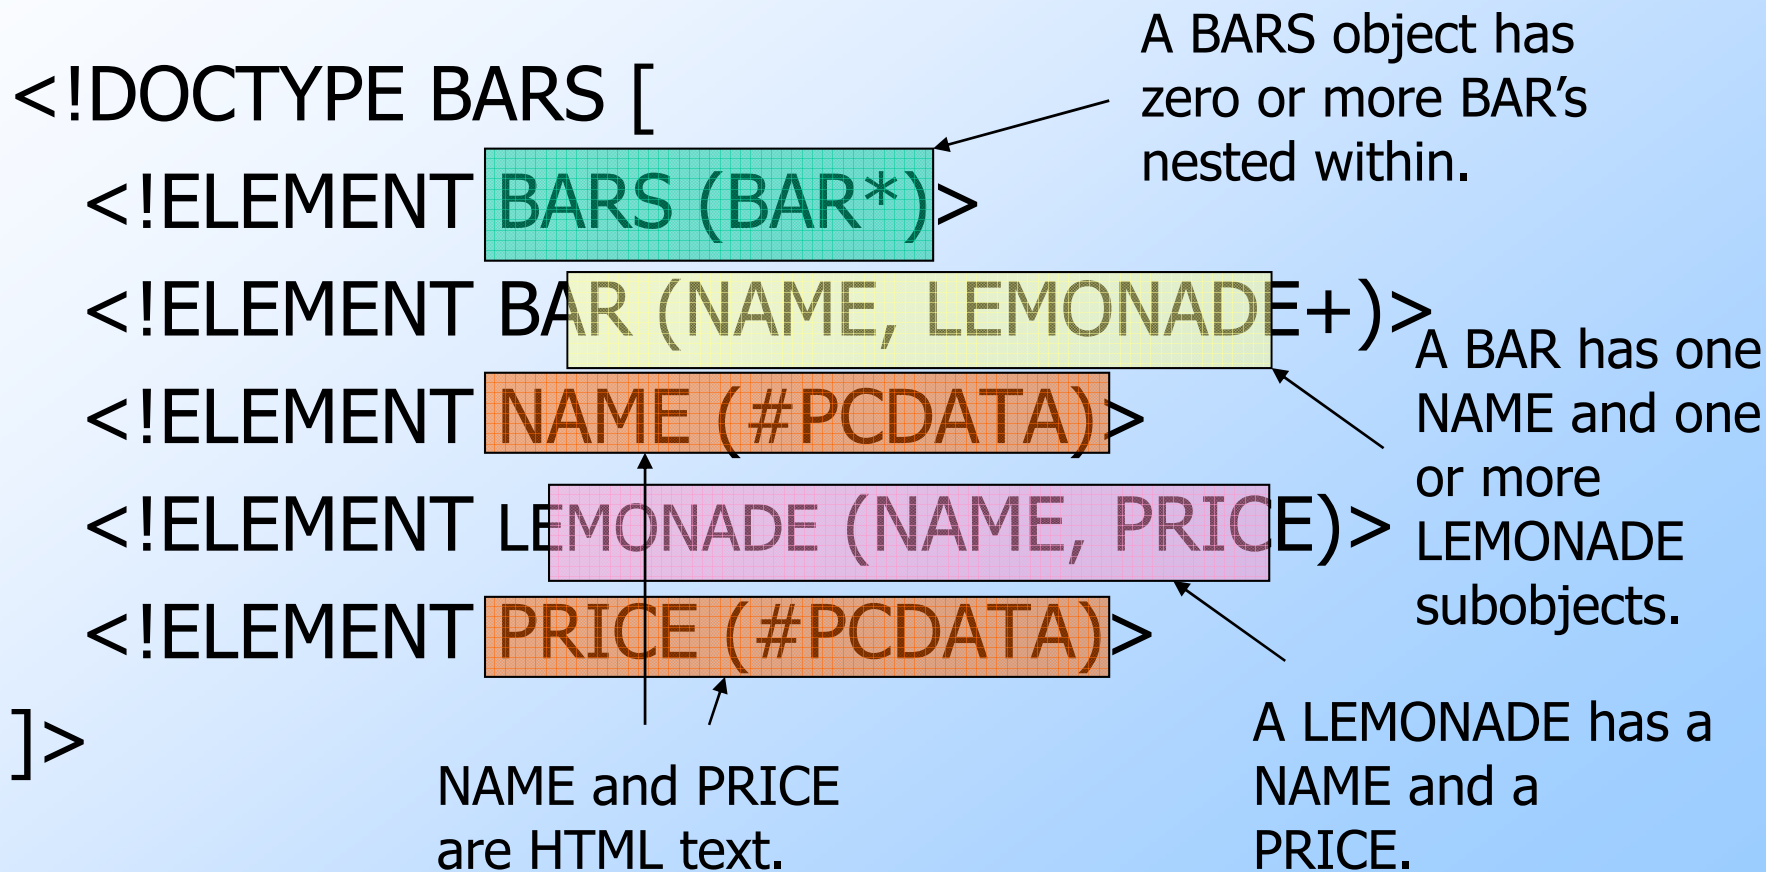 <!DOCTYPE BARS [
<!ELEMENT BARS (BAR*)>
<!ELEMENT BAR (NAME, LEMONADE+)>
<!ELEMENT NAME (#PCDATA)>
<!ELEMENT LEMONADE (NAME, PRICE)>
<!ELEMENT PRICE (#PCDATA)>
]>
A BARS object has
zero or more BAR’s
nested within.
A BAR has one
NAME and one
or more
LEMONADE
subobjects.
A LEMONADE has a
NAME and a
PRICE.
NAME and PRICE
are HTML text.